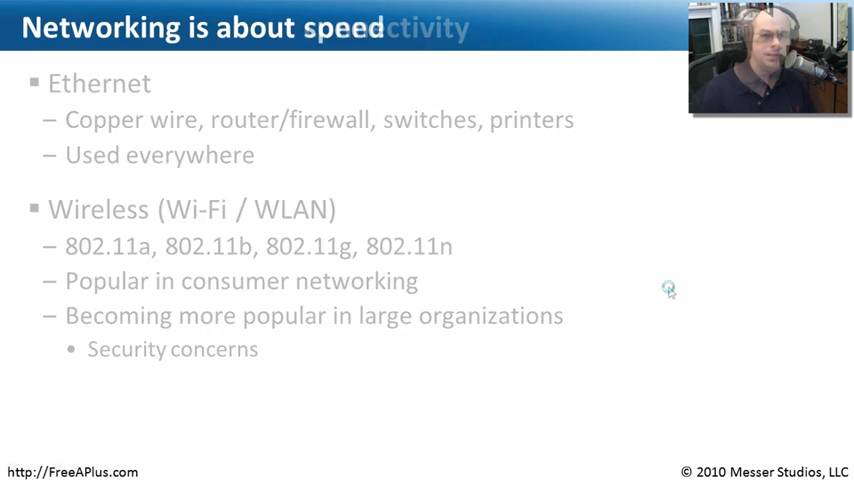 Networking is about speed
Ethernet
– Copper wire, router/firewall, switches, printers
– Used everywhere
Wireless (Wi-Fi / WLAN)
– 802.11a, 802.11b, 802.11g, 802.11n
– Popular in consumer networking
– Becoming more popular in large organizations
• Security concerns
http://FreeAPlus.com
© 2010 Messer Studios, LLC